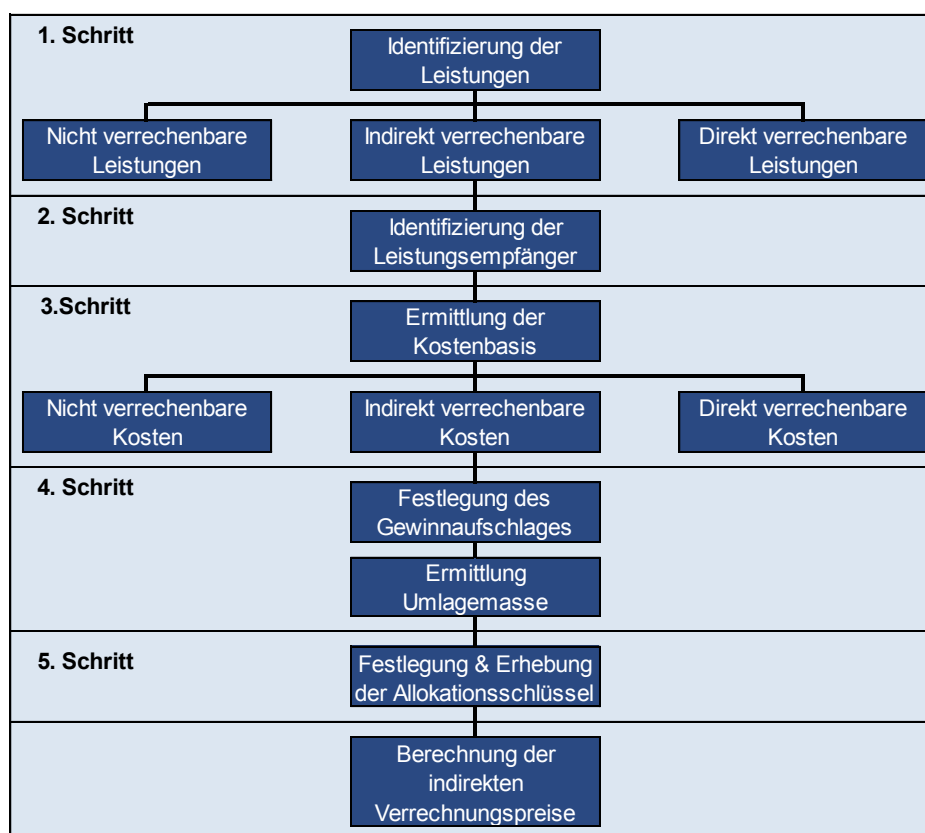 1. Schritt
Identifizierung der
Leistungen
Nicht verrechenbare
Leistungen
Indirekt verrechenbare
Leistungen
Direkt verrechenbare
Leistungen
2. Schritt
Identifizierung der
Leistungsempfänger
3.Schritt
Ermittlung der
Kostenbasis
Nicht verrechenbare
Kosten
Indirekt verrechenbare
Kosten
Direkt verrechenbare
Kosten
4. Schritt
Festlegung des
Gewinnaufschlages
Ermittlung
Umlagemasse
5. Schritt
Festlegung & Erhebung
der Allokationsschlüssel
Berechnung der
indirekten
Verrechnungspreise